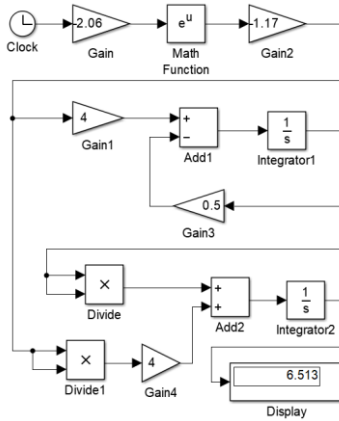 -2.06
e^u
-1.17
Clock
Gain
Math
Function
Gain2
4
+
−
1
s
Gain1
Add1
Integrator1
0.5
Gain3
×
+
+
1
s
Divide
Add2
Integrator2
×
4
6.513
Divide1
Gain4
Display